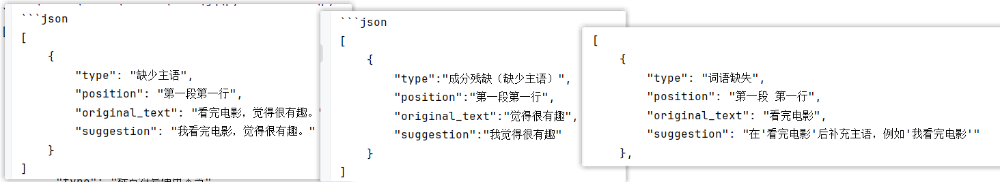 ```json
[
{
"type": "缺少主语",
"position": "第一段第一行",
"original_text": "看完电影，觉得很有趣。"
"suggestion": "我看完电影，觉得很有趣。"
}
]
"type":
```json
[
{
"type":"成分残缺（缺少主语）",
"position":"第一段第一行",
"original_text":"觉得很有趣",
"suggestion":"我觉得很有趣"
}
]
[
{
"type": "词语缺失",
"position": "第一段 第一行",
"original_text": "看完电影",
"suggestion": "在'看完电影'后补充主语，例如'我看完电影'"
},